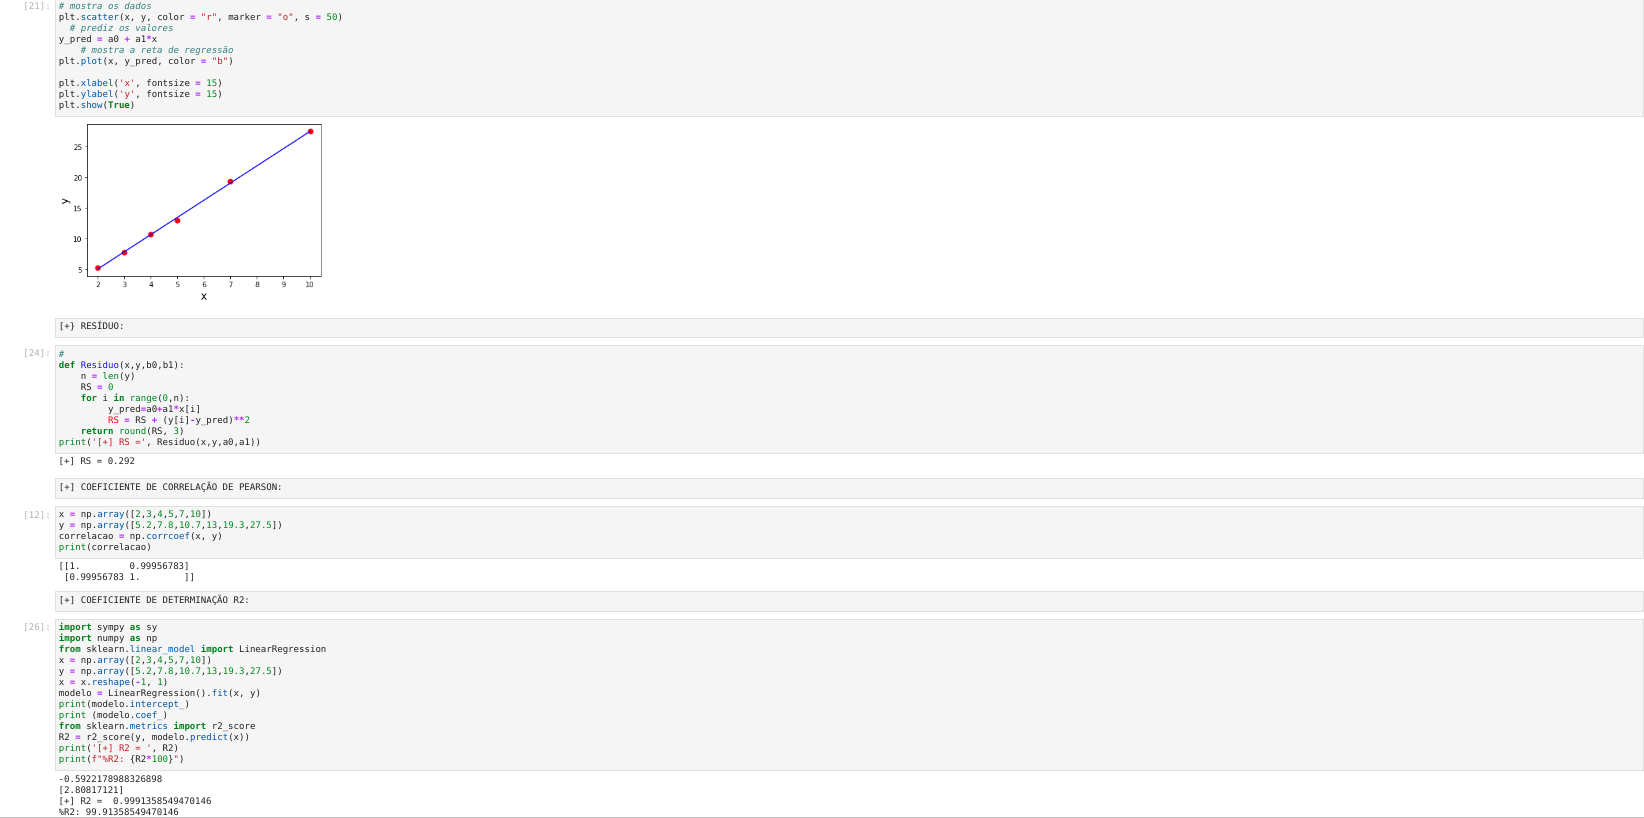 [21]: # mostra os dados
plt.scatter(x, y, color = "r", marker = "o", s = 50)
# prediz os valores
y_pred = a0 + a1*x
# mostra a reta de regressão
plt.plot(x, y_pred, color = "b")
plt.xlabel('x', fontsize = 15)
plt.ylabel('y', fontsize = 15)
plt.show(True)
25
20
15
10
5
y
2 3 4 5 6 7 8 9 10
x
[+} RESÍDUO:
[24]: #
def Residuo(x,y,b0,b1):
n = len(y)
RS = 0
for i in range(0,n):
y_pred=a0+a1*x[i]
RS = RS + (y[i]-y_pred)**2
return round(RS, 3)
print('[+] RS =', Residuo(x,y,a0,a1))
[+] RS = 0.292
[+] COEFICIENTE DE CORRELAÇÃO DE PEARSON:
[12]: x = np.array([2,3,4,5,7,10])
y = np.array([5.2,7.8,10.7,13,19.3,27.5])
correlacao = np.corrcoef(x, y)
print(correlacao)
[[1. 0.99956783]
[0.99956783 1. ]]
[+] COEFICIENTE DE DETERMINAÇÃO R2:
[26]: import sympy as sy
import numpy as np
from sklearn.linear_model import LinearRegression
x = np.array([2,3,4,5,7,10])
y = np.array([5.2,7.8,10.7,13,19.3,27.5])
x = x.reshape(-1, 1)
modelo = LinearRegression().fit(x, y)
print(modelo.intercept_)
print (modelo.coef_)
from sklearn.metrics import r2_score
R2 = r2_score(y, modelo.predict(x))
print('[+] R2 = ', R2)
print(f"%R2: {R2*100}")
-0.5922178988326898
[2.80817121]
[+] R2 =  0.9991358549470146
%R2: 99.91358549470146